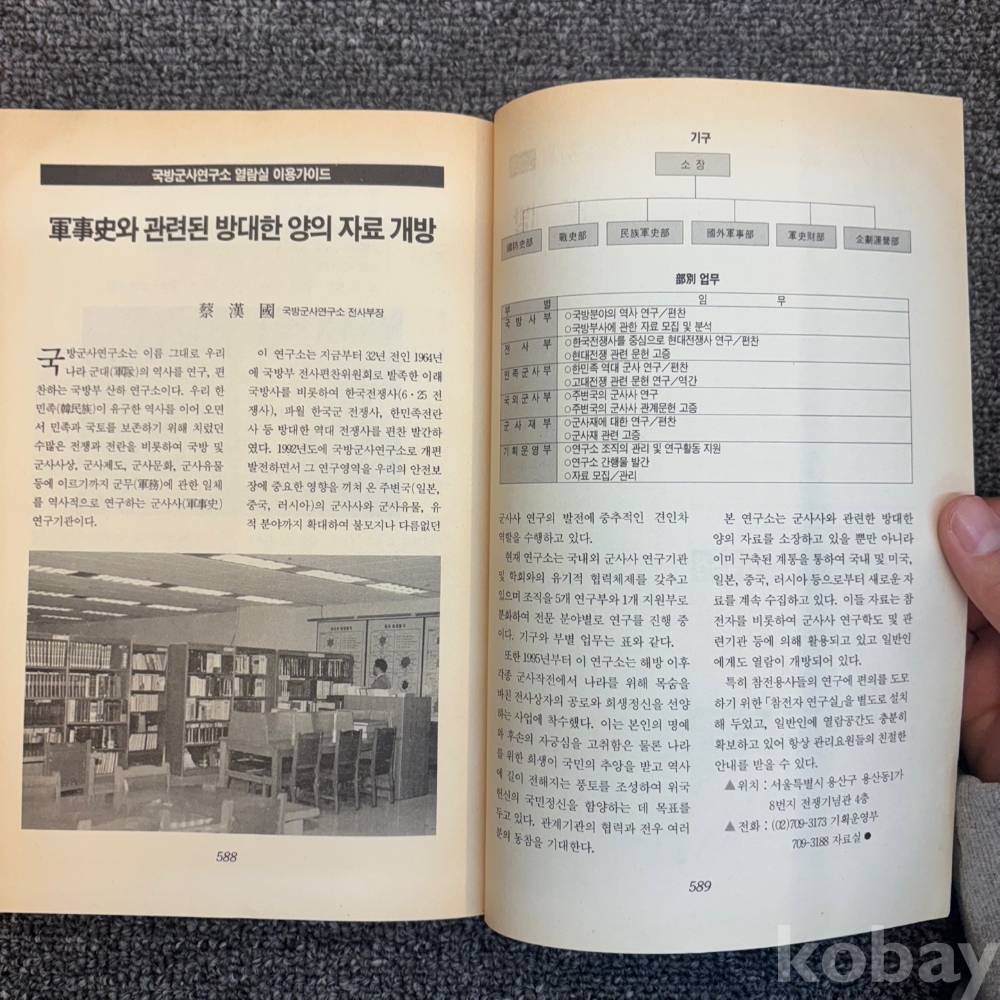 국방군사연구소 열람실 이용가이드
軍事史와 관련된 방대한 양의 자료 개방
蔡 漢 國 국방군사연구소 전사부장
국방군사연구소는 이름 그대로 우리
나라 군대(軍隊)의 역사를 연구, 편
찬하는 국방부 산하 연구소이다. 우리 한
민족(韓民族)이 유구한 역사를 이어 오면
서 민족과 국토를 보존하기 위해 치렀던
수많은 전쟁과 전란을 비롯하여 국방 및
군사사상, 군사제도, 군사문화, 군사유물
등에 이르기까지 군무(軍務)에 관한 일체
를 역사적으로 연구하는 군사사(軍事史)
연구기관이다.
이 연구소는 지금부터 32년 전인 1964년
에 국방부 전사편찬위원회로 발족한 이래
국방사를 비롯하여 한국전쟁사(6·25 전
쟁사), 파월 한국군 전쟁사, 한민족전란
사 등 방대한 역대 전쟁사를 편찬 발간하
였다. 1992년도에 국방군사연구소로 개편
발전하면서 그 연구영역을 우리의 안전보
장에 중요한 영향을 끼쳐 온 주변국(일본,
중국, 러시아)의 군사사와 군사유물, 유
적 분야까지 확대하여 불모지나 다름없던
588
기구
소 장
國防史部 戰史部 民族軍史部 國外軍事部 軍史財部 企劃運營部
部別 업무
부 별 임 무
국 방 사 부 ○국방분야의 역사 연구/편찬
○국방부사에 관한 자료 모집 및 분석
전 사 부 ○한국전쟁사를 중심으로 현대전쟁사 연구/편찬
○현대전쟁 관련 문헌 고증
민족군사부 ○한민족 역대 군사 연구/편찬
○고대전쟁 관련 문헌 연구/역간
국외군사부 ○주변국의 군사사 연구
○주변국의 군사사 관계문헌 고증
군 사 재 부 ○군사재에 대한 연구/편찬
○군사재 관련 고증
기획운영부 ○연구소 조직의 관리 및 연구활동 지원
○연구소 간행물 발간
○자료 모집/관리
군사사 연구의 발전에 중추적인 견인차
역할을 수행하고 있다.
현재 연구소는 국내외 군사사 연구기관
및 학회와의 유기적 협력체제를 갖추고
있으며 조직을 5개 연구부와 1개 지원부로
분화하여 전문 분야별로 연구를 진행 중
이다. 기구와 부별 업무는 표와 같다.
또한 1995년부터 이 연구소는 해방 이후
각종 군사작전에서 나라를 위해 목숨을
바친 전사상자의 공로와 희생정신을 선양
하는 사업에 착수했다. 이는 본인의 명예
와 후손의 자긍심을 고취함은 물론 나라
를 위한 희생이 국민의 추앙을 받고 역사
에 길이 전해지는 풍토를 조성하여 위국
헌신의 국민정신을 함양하는 데 목표를
두고 있다. 관계기관의 협력과 전우 여러
분의 동참을 기대한다.
본 연구소는 군사사와 관련한 방대한
양의 자료를 소장하고 있을 뿐만 아니라
이미 구축된 계통을 통하여 국내 및 미국,
일본, 중국, 러시아 등으로부터 새로운 자
료를 계속 수집하고 있다. 이들 자료는 참
전자를 비롯하여 군사사 연구학도 및 관
련기관 등에 의해 활용되고 있고 일반인
에게도 열람이 개방되어 있다.
특히 참전용사들의 연구에 편의를 도모
하기 위한 「참전자 연구실」을 별도로 설치
해 두었고, 일반인에 열람공간도 충분히
확보하고 있어 항상 관리요원들의 친절한
안내를 받을 수 있다.
▲위치 : 서울특별시 용산구 용산동1가
8번지 전쟁기념관 4층
▲전화 : (02)709-3173 기획운영부
709-3188 자료실 ●
589
kobay